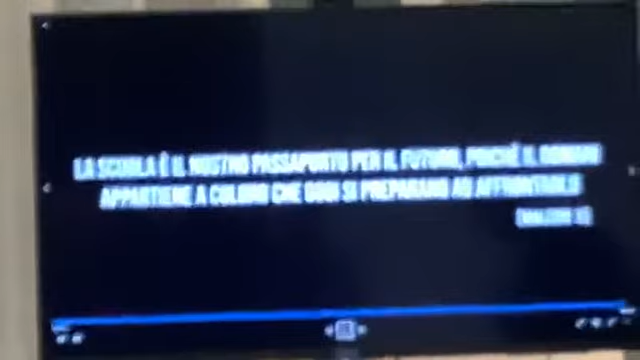 LA SCUOLA È IL NOSTRO PASSAPORTO PER IL FUTURO, POICHÉ IL DOMANI
APPARTIENE A COLORO CHE OGGI SI PREPARANO AD AFFRONTARLO
(MALCOLM X)